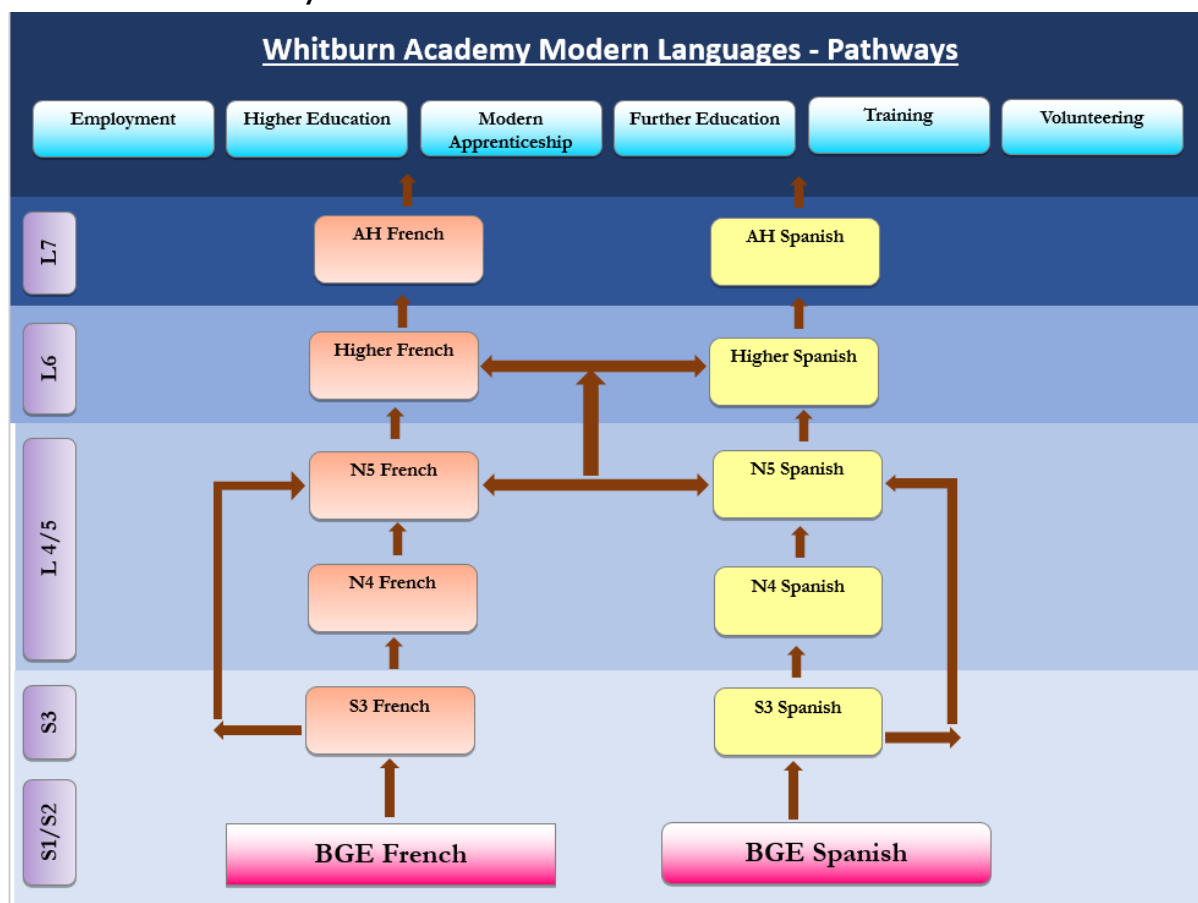 Whitburn Academy Modern Languages - Pathways
Employment
Higher Education
Modern
Apprenticeship
Further Education
Training
Volunteering
L7
AH French
AH Spanish
L6
Higher French
Higher Spanish
L 4/5
N5 French
N5 Spanish
N4 French
N4 Spanish
S3
S3 French
S3 Spanish
S1/S2
BGE French
BGE Spanish